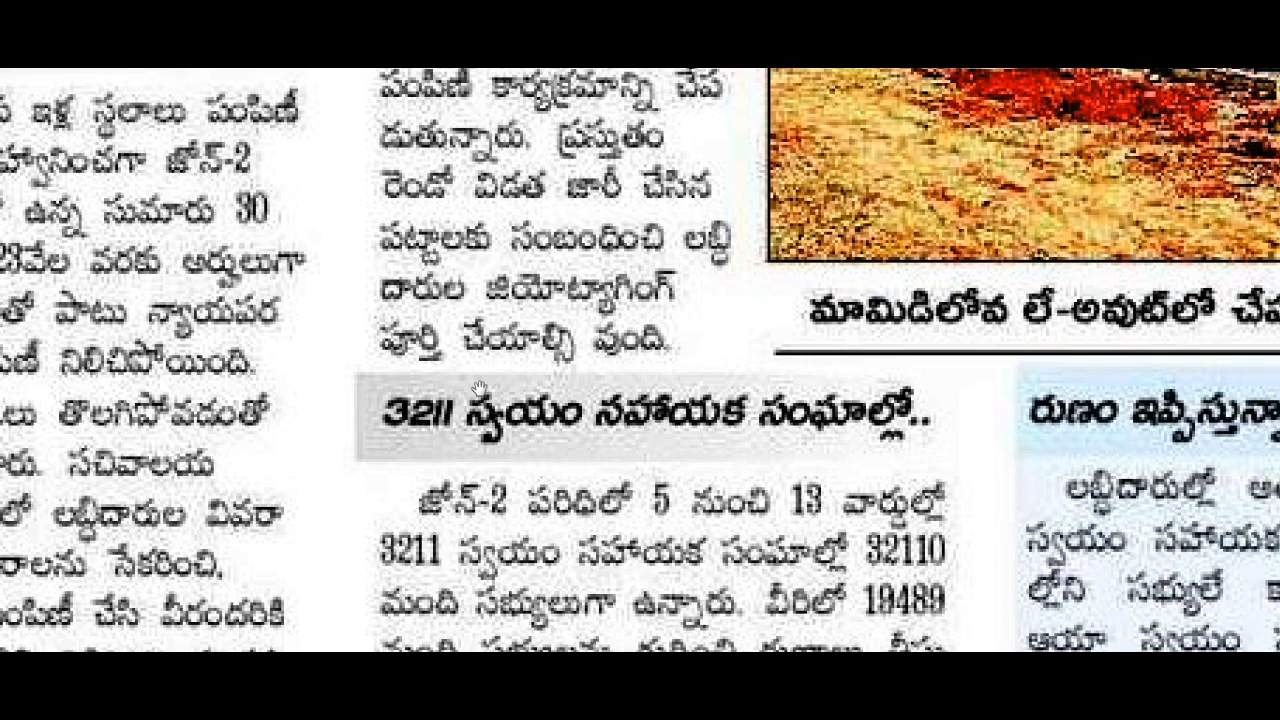 ఇళ్ల స్థలాలు పంపిణీ
జోన్-2
ఉన్న సుమారు 30
23వేల వరకు అర్హులుగా
తో పాటు న్యాయపర
నిలిచిపోయింది.
తొలగిపోవడంతో
సచివాలయ
లబ్ధిదారుల వివరా
సేకరించి,
చేసి వీరందరికి
పంపిణీ కార్యక్రమాన్ని చేప
డుతున్నారు. ప్రస్తుతం
రెండో విడత జారీ చేసిన
పట్టాలకు సంబంధించి లబ్ధి
దారుల జియోట్యాగింగ్
పూర్తి చేయాల్సి వుంది.
3211 స్వయం సహాయక సంఘాల్లో..
జోన్-2 పరిధిలో 5 నుంచి 13 వార్డుల్లో
3211 స్వయం సహాయక సంఘాల్లో 32110
మంది సభ్యులుగా ఉన్నారు. వీరిలో 19489
మామిడిలోవ లే-అవుట్‌లో చేప
రుణం ఇప్పిస్తున్నా
లబ్ధిదారుల్లో
స్వయం సహాయక
ల్లోని సభ్యులే
ఆయా స్వయం